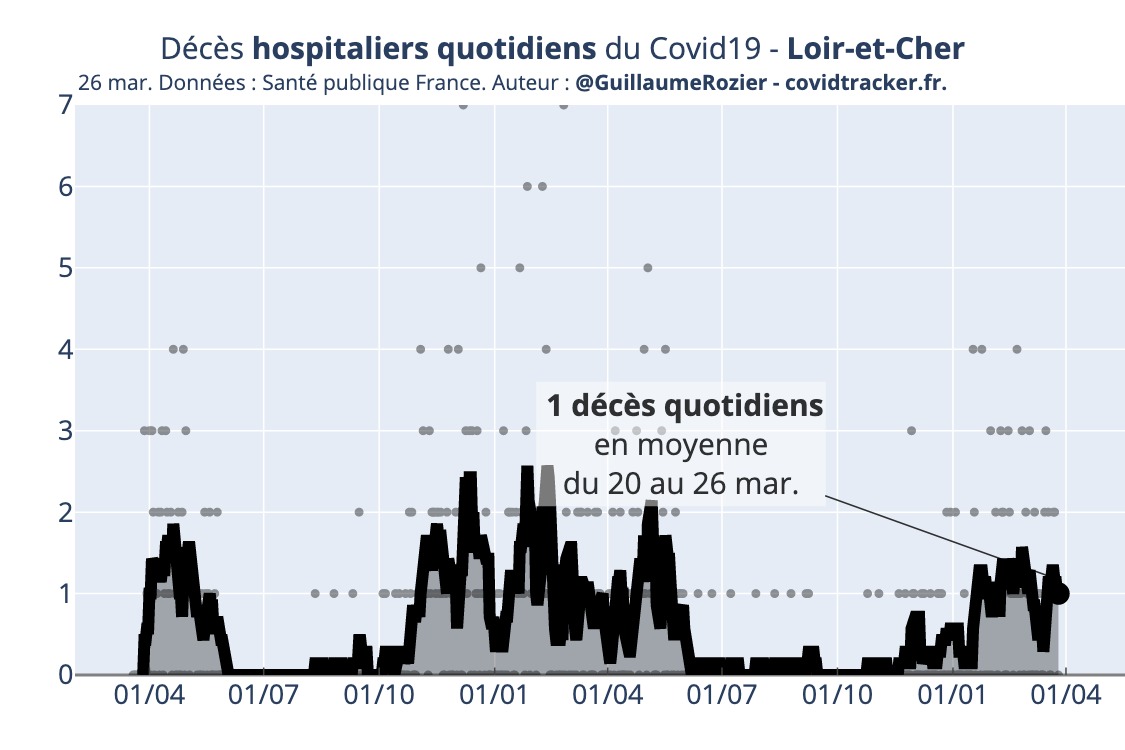 Décès hospitaliers quotidiens du Covid19 - Loir-et-Cher
26 mar. Données : Santé publique France. Auteur : @GuillaumeRozier - covidtracker.fr.
7
6
5
4
3
2
1
0
1 décès quotidiens
en moyenne
du 20 au 26 mar.
01/04 01/07 01/10 01/01 01/04 01/07 01/10 01/01 01/04